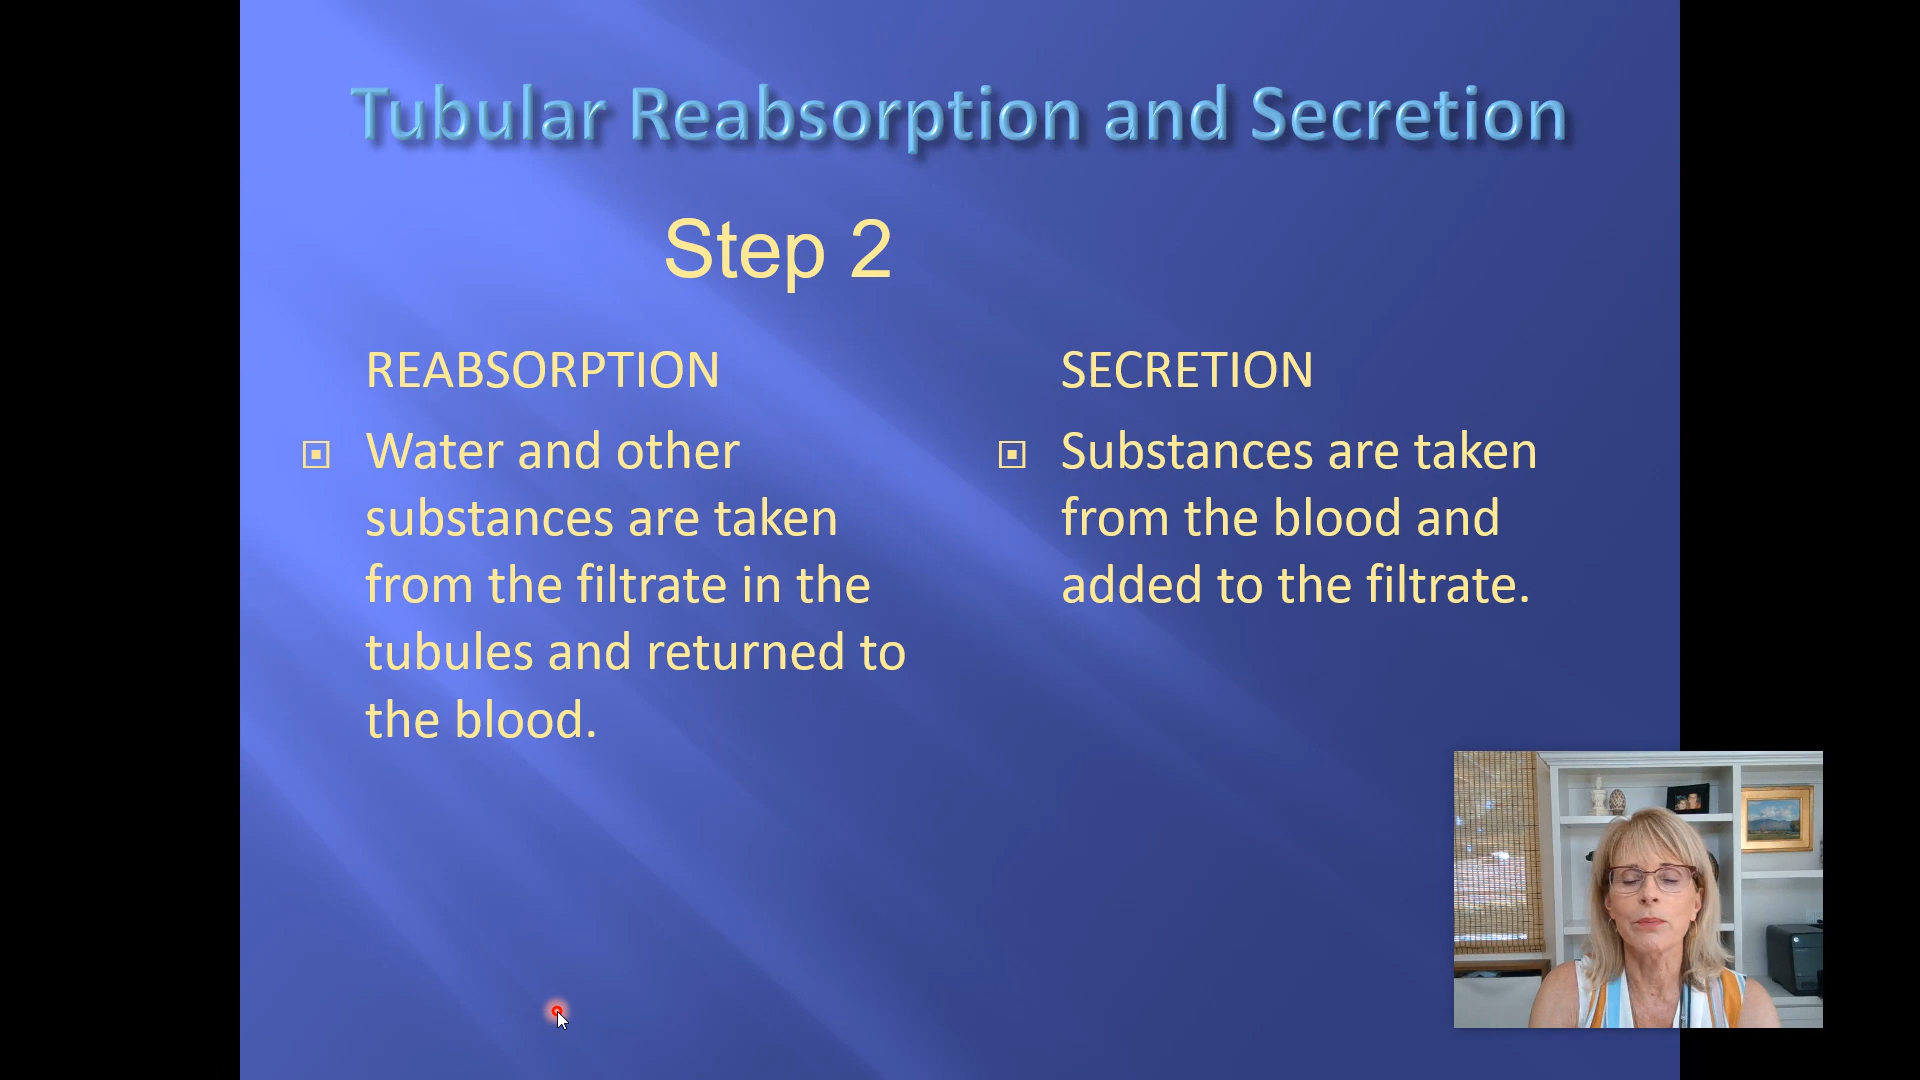 Tubular Reabsorption and Secretion
Step 2
REABSORPTION
Water and other
substances are taken
from the filtrate in the
tubules and returned to
the blood.
SECRETION
Substances are taken
from the blood and
added to the filtrate.